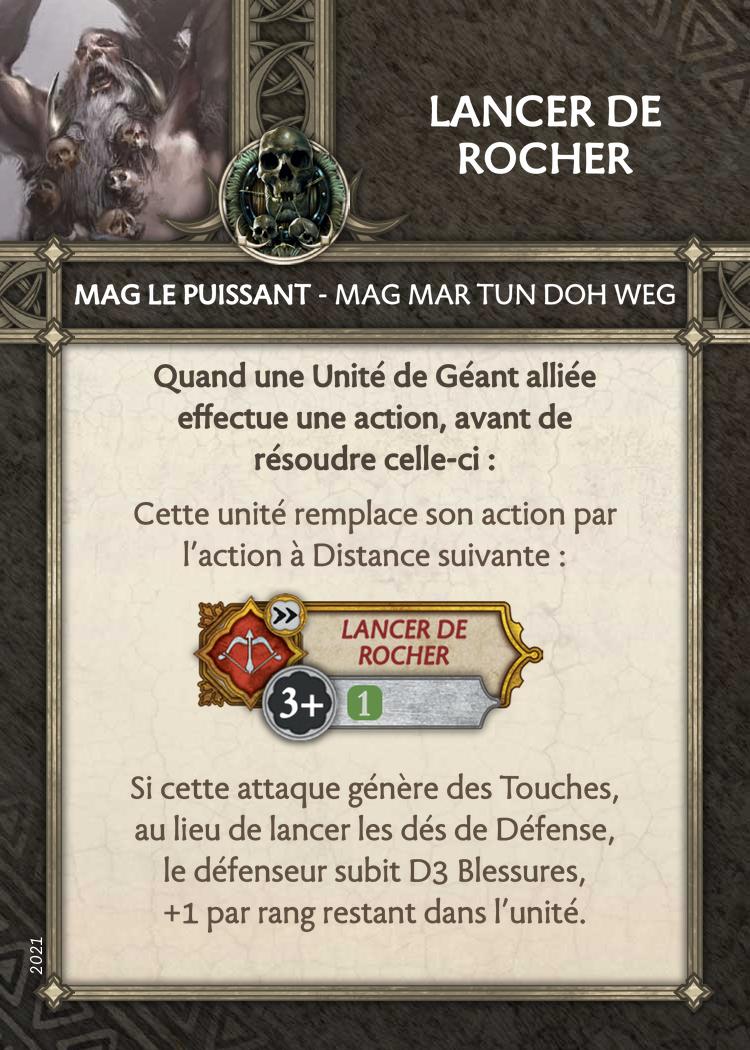 LANCER DE
ROCHER
MAG LE PUISSANT - MAG MAR TUN DOH WEG
Quand une Unité de Géant alliée
effectue une action, avant de
résoudre celle-ci :
Cette unité remplace son action par
l'action à Distance suivante :
LANCER DE
ROCHER
3+ 1
Si cette attaque génère des Touches,
au lieu de lancer les dés de Défense,
le défenseur subit D3 Blessures,
+1 par rang restant dans l'unité.
2021